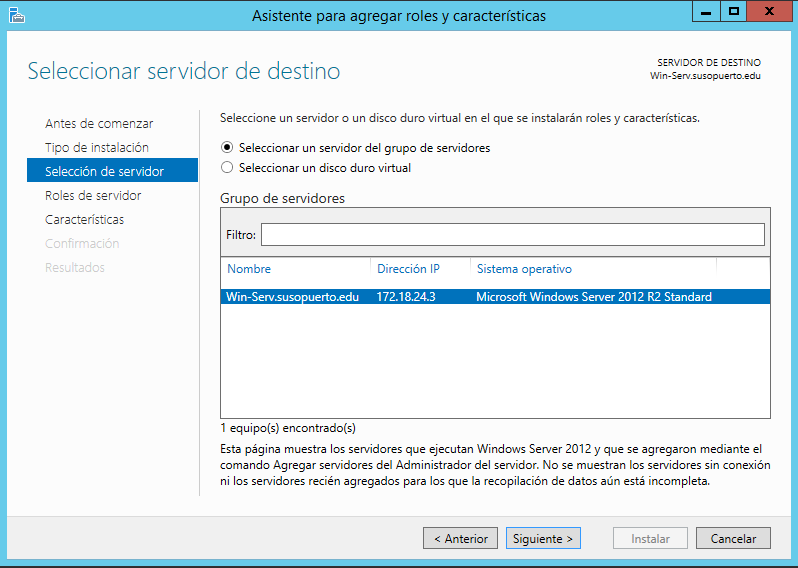 Asistente para agregar roles y características
Seleccionar servidor de destino
SERVIDOR DE DESTINO
Win-Serv.susopuerto.edu
Antes de comenzar
Tipo de instalación
Selección de servidor
Roles de servidor
Características
Confirmación
Resultados
Seleccione un servidor o un disco duro virtual en el que se instalarán roles y características.
Seleccionar un servidor del grupo de servidores
Seleccionar un disco duro virtual
Grupo de servidores
Filtro:
Nombre Dirección IP Sistema operativo
Win-Serv.susopuerto.edu 172.18.24.3 Microsoft Windows Server 2012 R2 Standard
1 equipo(s) encontrado(s)
Esta página muestra los servidores que ejecutan Windows Server 2012 y que se agregaron mediante el
comando Agregar servidores del Administrador del servidor. No se muestran los servidores sin conexión
ni los servidores recién agregados para los que la recopilación de datos aún está incompleta.
< Anterior Siguiente > Instalar Cancelar